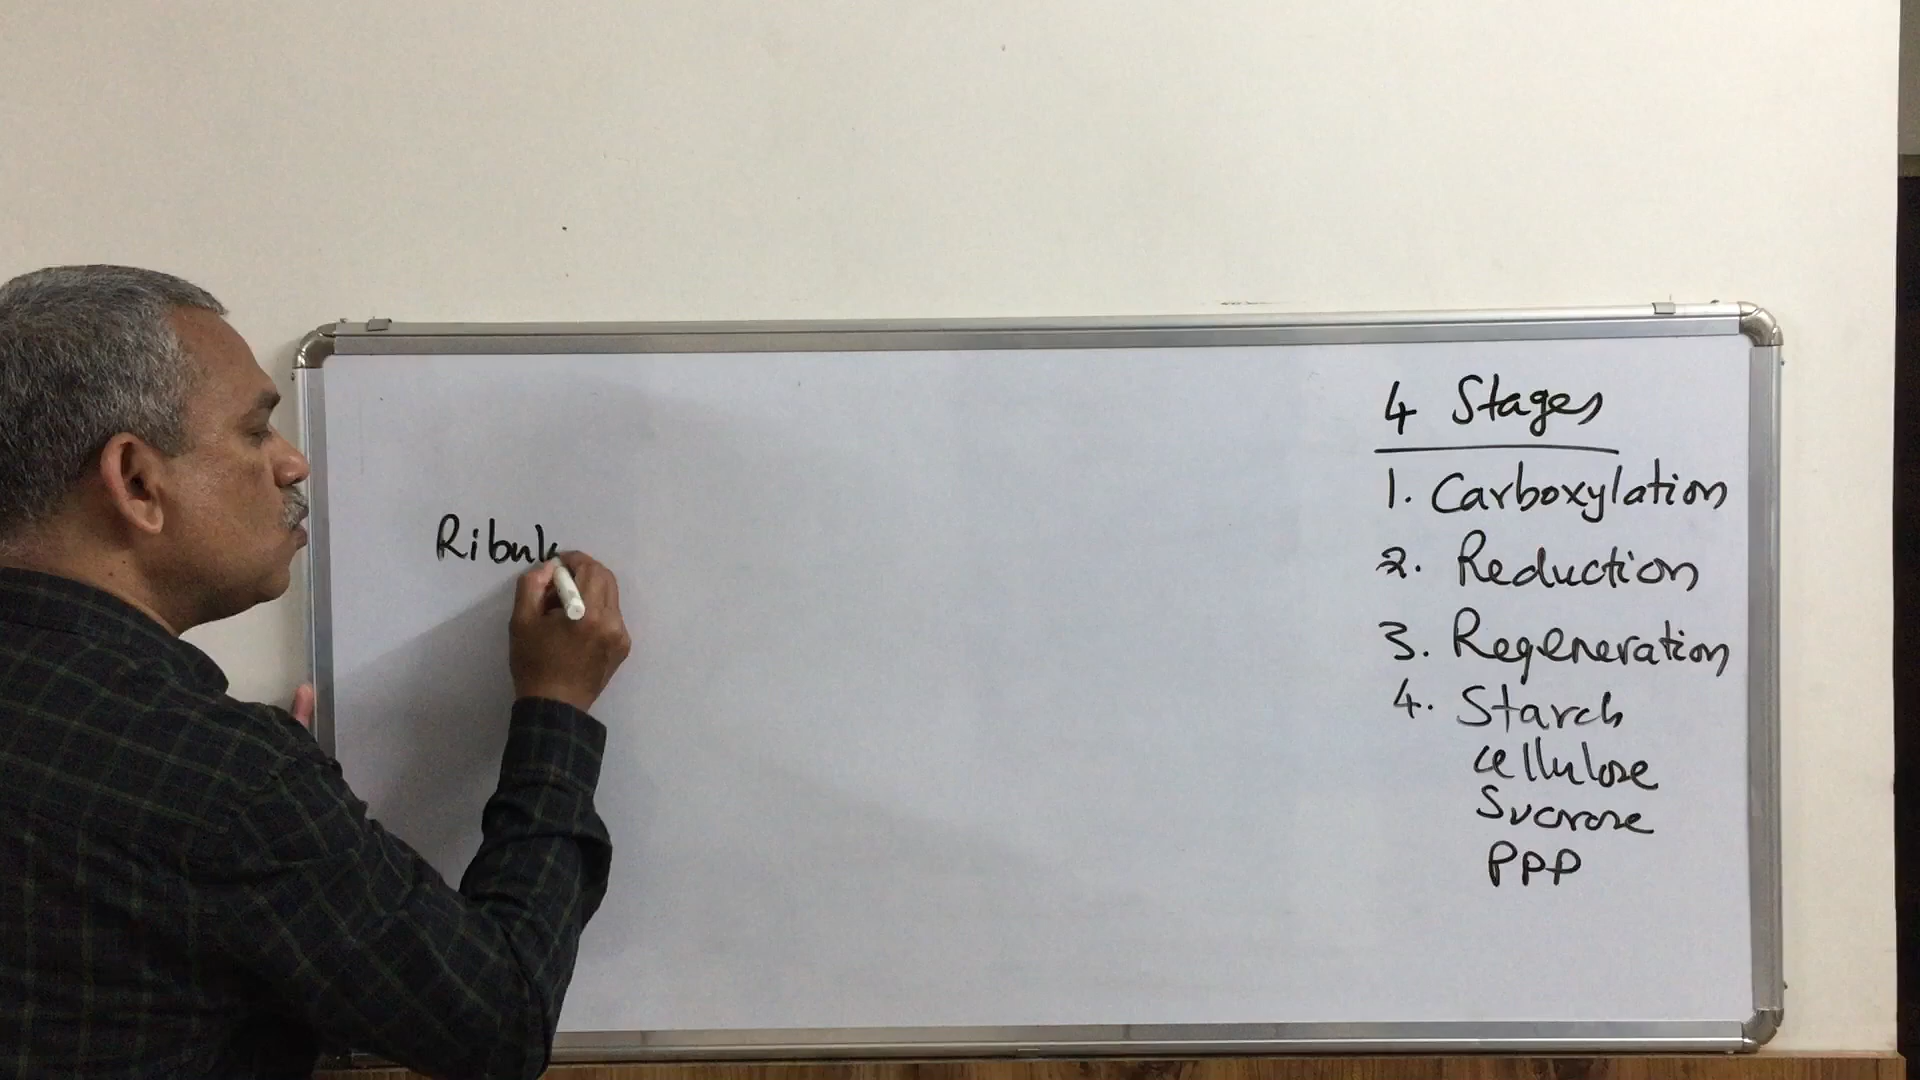 Ribul
4 Stages
1. Carboxylation
2. Reduction
3. Regeneration
4. Starch
Cellulose
Sucrose
PPP